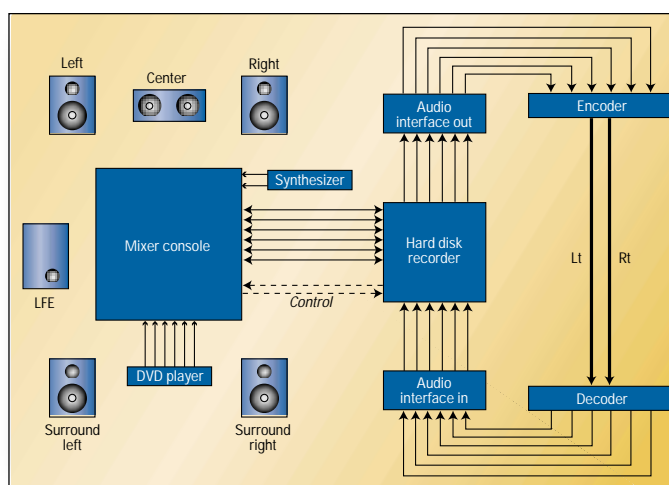 Left
Center
Right
Audio
interface out
Encoder
Synthesizer
Mixer console
Hard disk
recorder
Lt
Rt
LFE
Control
DVD player
Audio
interface in
Decoder
Surround
left
Surround
right